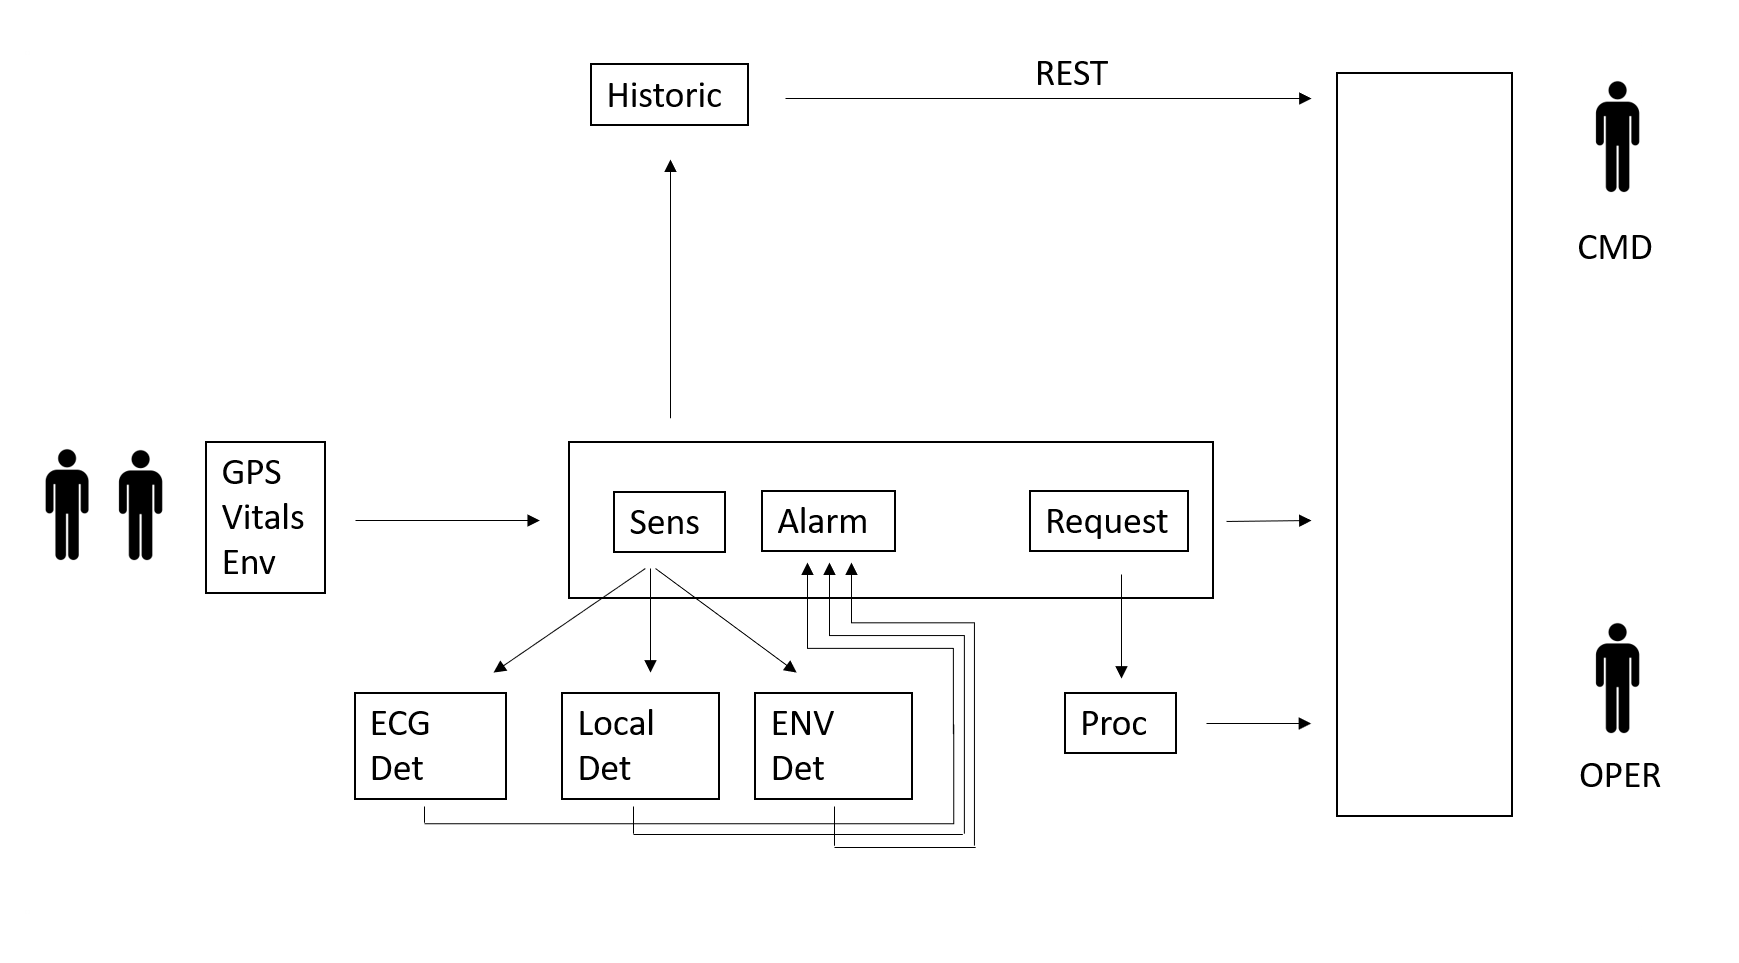 REST
Historic
CMD
GPS
Vitals
Env
Sens
Alarm
Request
ECG
Det
Local
Det
ENV
Det
Proc
OPER